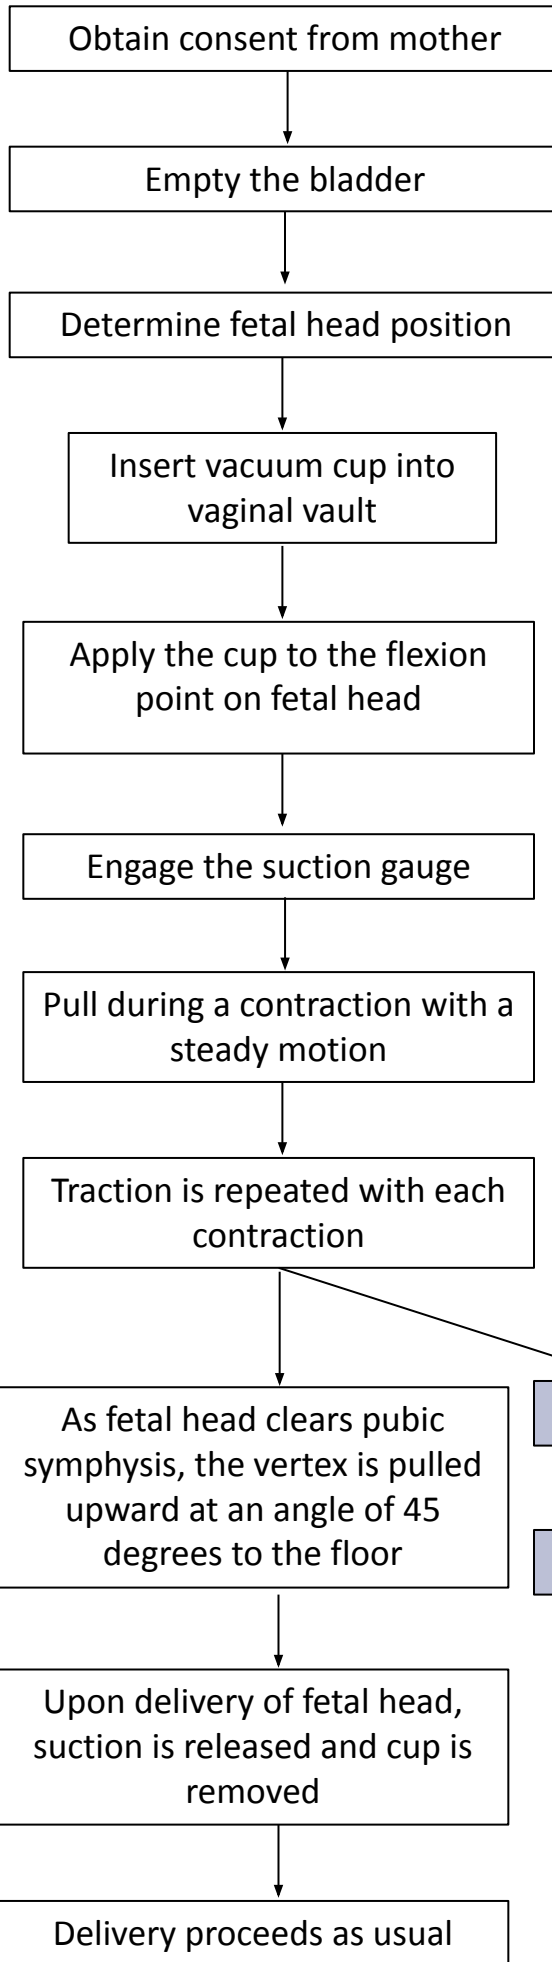 Obtain consent from mother
Empty the bladder
Determine fetal head position
Insert vacuum cup into
vaginal vault
Apply the cup to the flexion
point on fetal head
Engage the suction gauge
Pull during a contraction with a
steady motion
Traction is repeated with each
contraction
As fetal head clears pubic
symphysis, the vertex is pulled
upward at an angle of 45
degrees to the floor
Upon delivery of fetal head,
suction is released and cup is
removed
Delivery proceeds as usual